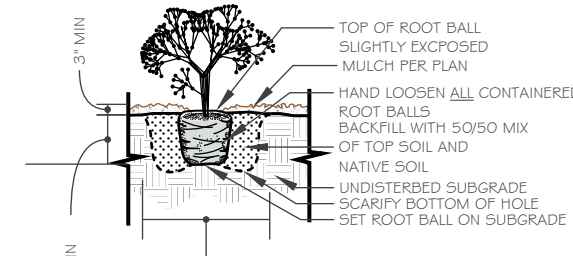 3" MIN
TOP OF ROOT BALL
SLIGHTLY EXCPOSED
MULCH PER PLAN
HAND LOOSEN ALL CONTAINERED
ROOT BALLS
BACKFILL WITH 50/50 MIX
OF TOP SOIL AND
NATIVE SOIL
UNDISTERBED SUBGRADE
SCARIFY BOTTOM OF HOLE
SET ROOT BALL ON SUBGRADE